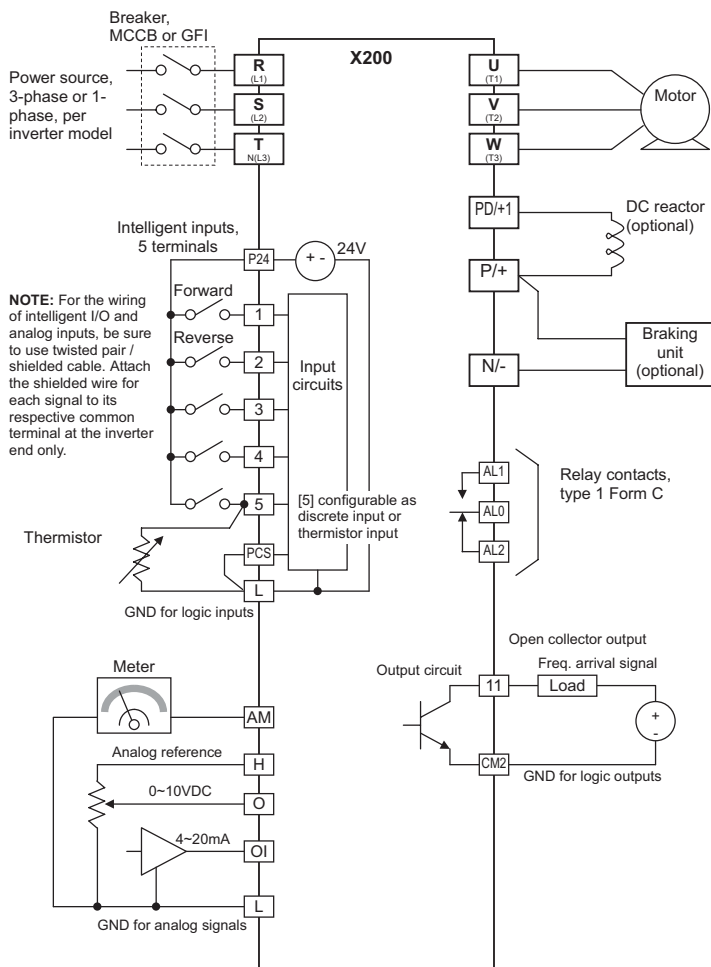 Breaker,
MCCB or GFI
Power source,
3-phase or 1-
phase, per
inverter model
R
(L1)
S
(L2)
T
N(L3)
X200
U
(T1)
V
(T2)
W
(T3)
Motor
PD/+1
DC reactor
(optional)
P/+
Braking
unit
(optional)
N/-
Intelligent inputs,
5 terminals
P24
+ -
24V
NOTE: For the wiring
of intelligent I/O and
analog inputs, be sure
to use twisted pair /
shielded cable. Attach
the shielded wire for
each signal to its
respective common
terminal at the inverter
end only.
Forward
1
Reverse
2
Input
circuits
3
4
5
[5] configurable as
discrete input or
thermistor input
Thermistor
PCS
L
GND for logic inputs
AL1
AL0
AL2
Relay contacts,
type 1 Form C
Open collector output
Output circuit
Freq. arrival signal
11
Load
+
-
CM2
GND for logic outputs
Meter
AM
Analog reference
H
0~10VDC
O
4~20mA
OI
L
GND for analog signals